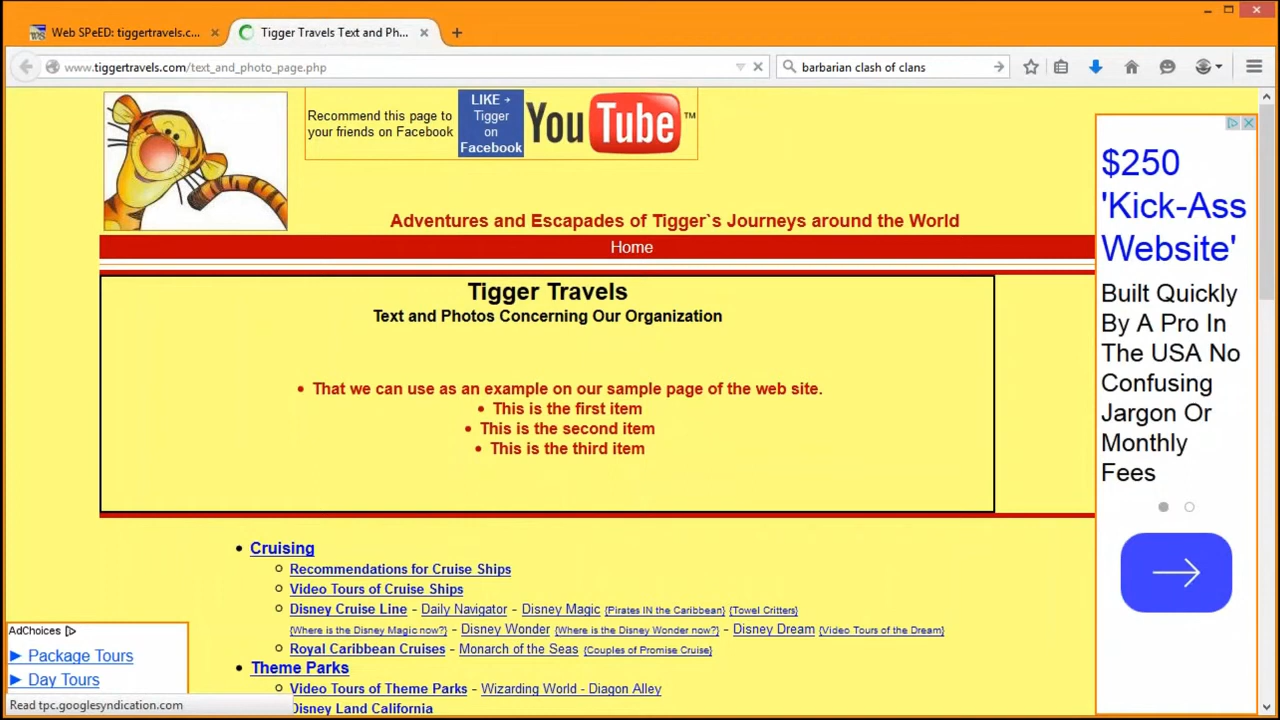 Web SPeED: tiggertravels.c...
Tigger Travels Text and Ph...
www.tiggertravels.com/text_and_photo_page.php
barbarian clash of clans
Recommend this page to
your friends on Facebook
LIKE
Tigger
on
Facebook
YouTube™
Adventures and Escapades of Tigger`s Journeys around the World
Home
Tigger Travels
Text and Photos Concerning Our Organization
• That we can use as an example on our sample page of the web site.
• This is the first item
• This is the second item
• This is the third item
$250
'Kick-Ass
Website'
Built Quickly
By A Pro In
The USA No
Confusing
Jargon Or
Monthly
Fees
• Cruising
○ Recommendations for Cruise Ships
○ Video Tours of Cruise Ships
○ Disney Cruise Line - Daily Navigator - Disney Magic {Pirates IN the Caribbean} {Towel Critters}
{Where is the Disney Magic now?} - Disney Wonder {Where is the Disney Wonder now?} - Disney Dream {Video Tours of the Dream}
○ Royal Caribbean Cruises - Monarch of the Seas {Couples of Promise Cruise}
• Theme Parks
○ Video Tours of Theme Parks - Wizarding World - Diagon Alley
Disney Land California
AdChoices
► Package Tours
► Day Tours
Read tpc.googlesyndication.com